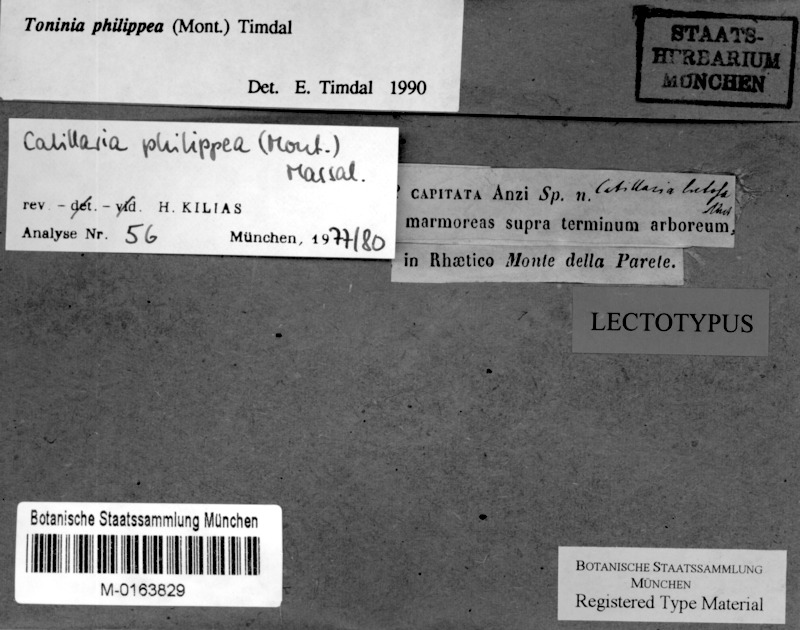 Toninia philippea (Mont.) Timdal
Det. E. Timdal 1990
STAATS-
HERBARIUM
MÜNCHEN
Catillaria philippea (Mont.)
Massal.
rev. - det. - vid. H. KILIAS
Analyse Nr. 56 München, 1977/80
CAPITATA Anzi Sp. n. Catillaria
marmoreas supra terminum arboreum,
in Rhætico Monte della Parete.
LECTOTYPUS
Botanische Staatssammlung München
M-0163829
BOTANISCHE STAATSSAMMLUNG
MÜNCHEN
Registered Type Material